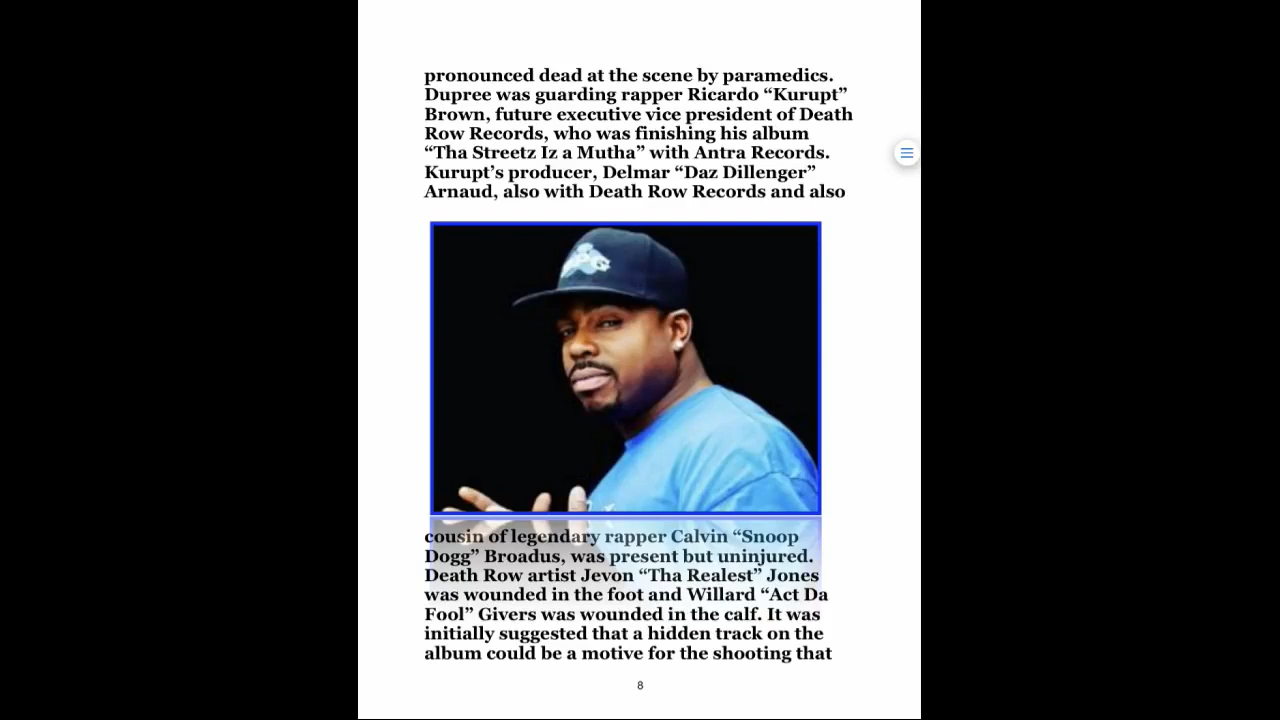 pronounced dead at the scene by paramedics.
Dupree was guarding rapper Ricardo “Kurupt”
Brown, future executive vice president of Death
Row Records, who was finishing his album
“Tha Streetz Iz a Mutha” with Antra Records.
Kurupt’s producer, Delmar “Daz Dillenger”
Arnaud, also with Death Row Records and also
cousin of legendary rapper Calvin “Snoop
Dogg” Broadus, was present but uninjured.
Death Row artist Jevon “Tha Realest” Jones
was wounded in the foot and Willard “Act Da
Fool” Givers was wounded in the calf. It was
initially suggested that a hidden track on the
album could be a motive for the shooting that
8